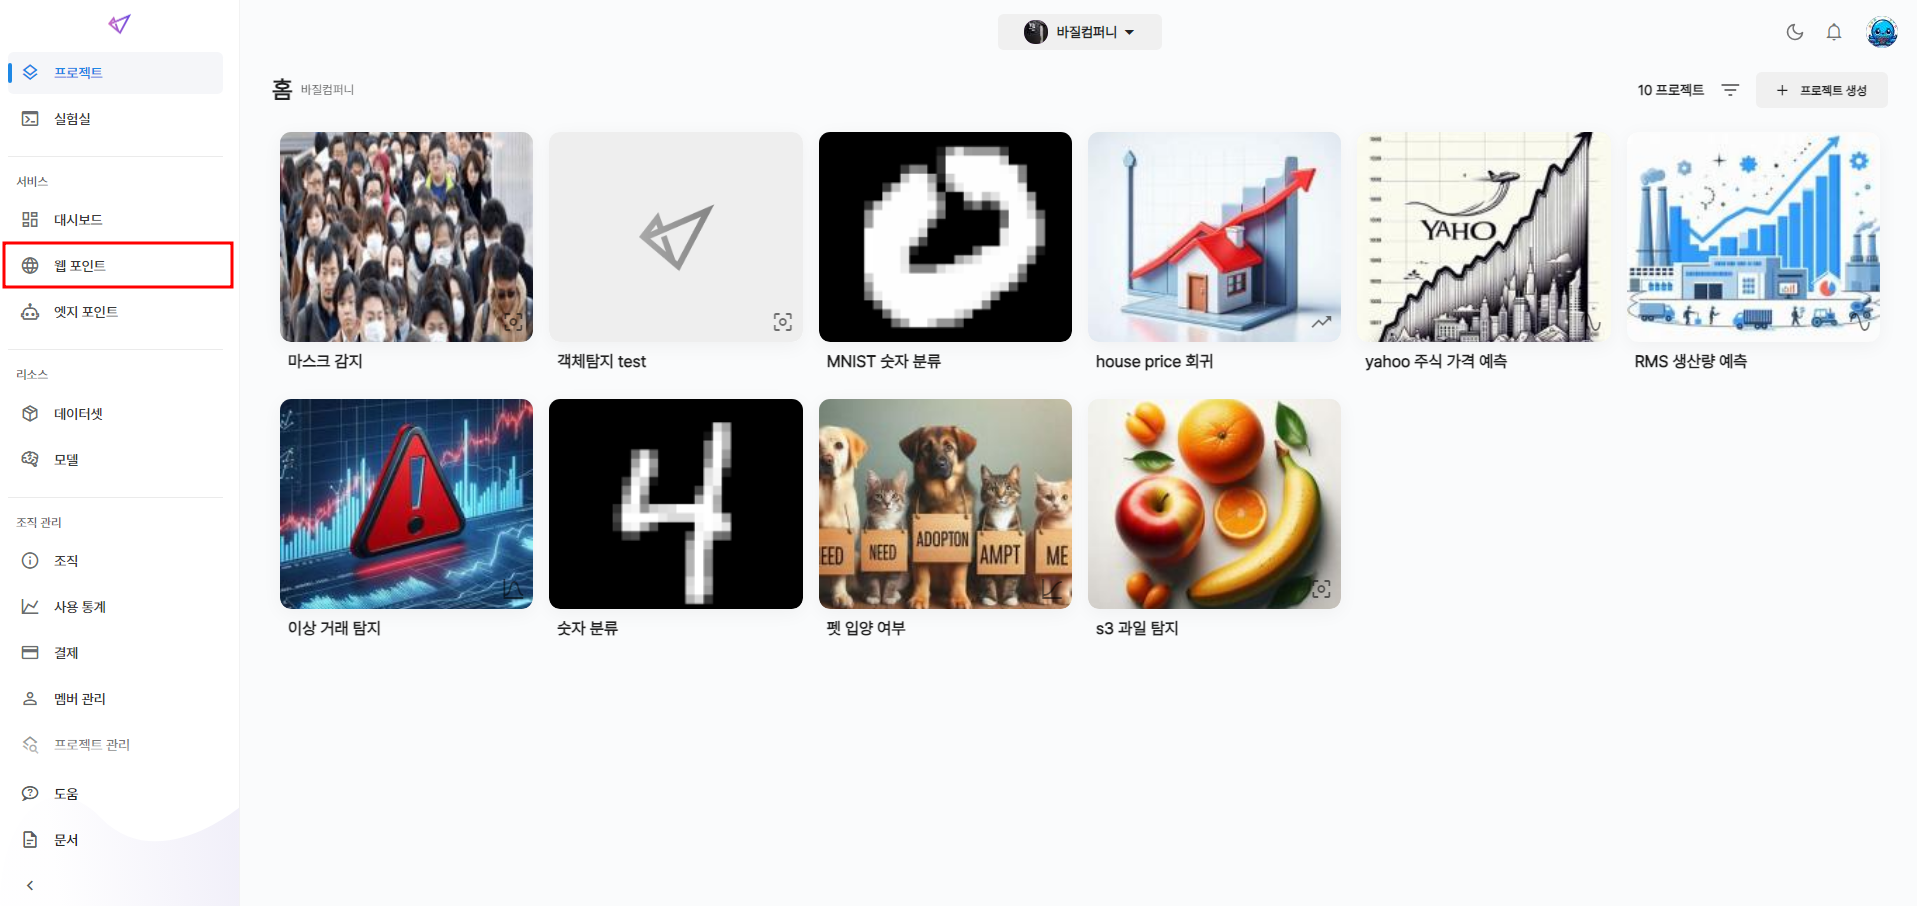 바질컴퍼니
프로젝트
실험실
서비스
대시보드
웹 포인트
엣지 포인트
리소스
데이터셋
모델
조직 관리
조직
사용 통계
결제
멤버 관리
프로젝트 관리
도움
문서
홈 바질컴퍼니
10 프로젝트
프로젝트 생성
YAHO
마스크 감지
객체탐지 test
MNIST 숫자 분류
house price 회귀
yahoo 주식 가격 예측
RMS 생산량 예측
EED
NEED
ADOPTON
AMPT
ME
이상 거래 탐지
숫자 분류
펫 입양 여부
s3 과일 탐지